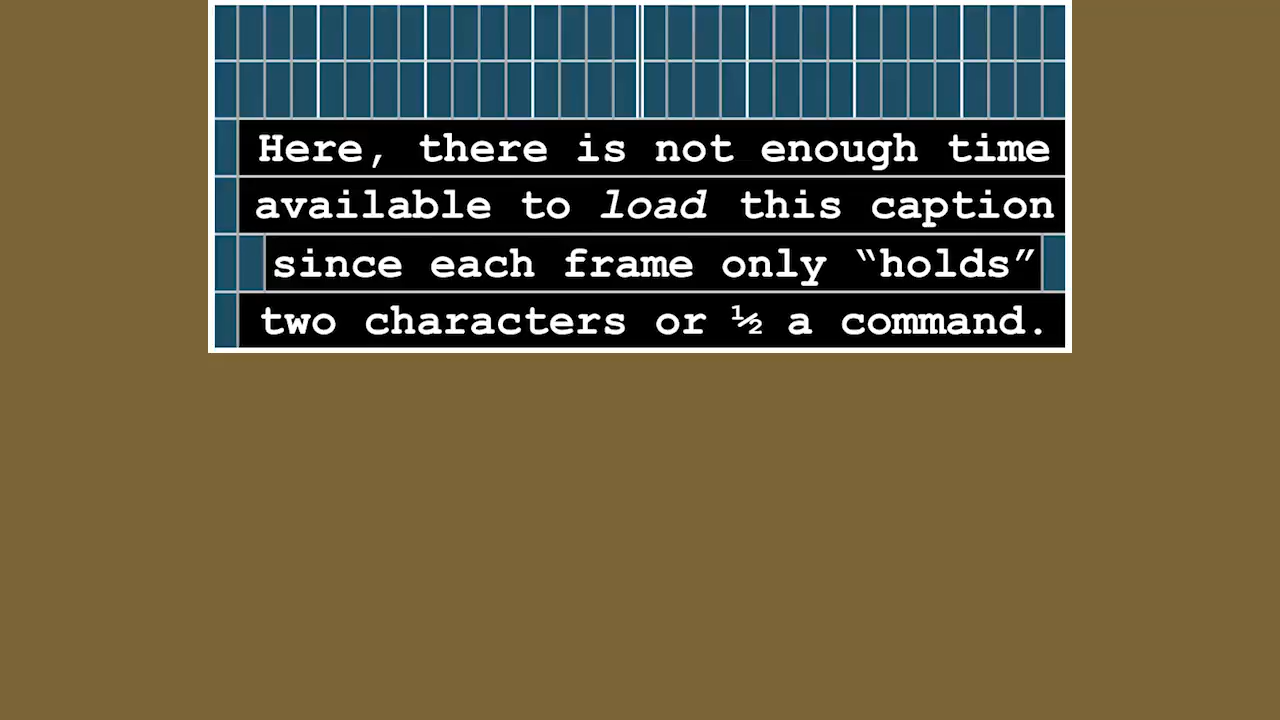 Here, there is not enough time
available to load this caption
since each frame only “holds”
two characters or ½ a command.